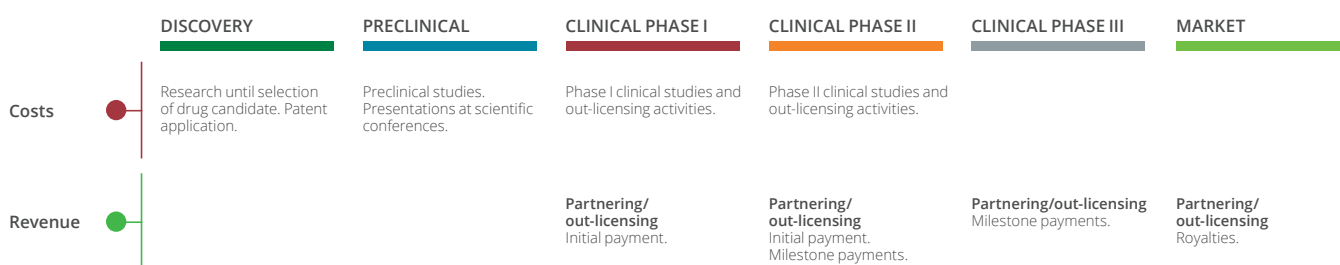 DISCOVERY
PRECLINICAL
CLINICAL PHASE I
CLINICAL PHASE II
CLINICAL PHASE III
MARKET
Costs
Research until selection
of drug candidate. Patent
application.
Preclinical studies.
Presentations at scientific
conferences.
Phase I clinical studies and
out-licensing activities.
Phase II clinical studies and
out-licensing activities.
Revenue
Partnering/
out-licensing
Initial payment.
Partnering/
out-licensing
Initial payment.
Milestone payments.
Partnering/out-licensing
Milestone payments.
Partnering/
out-licensing
Royalties.